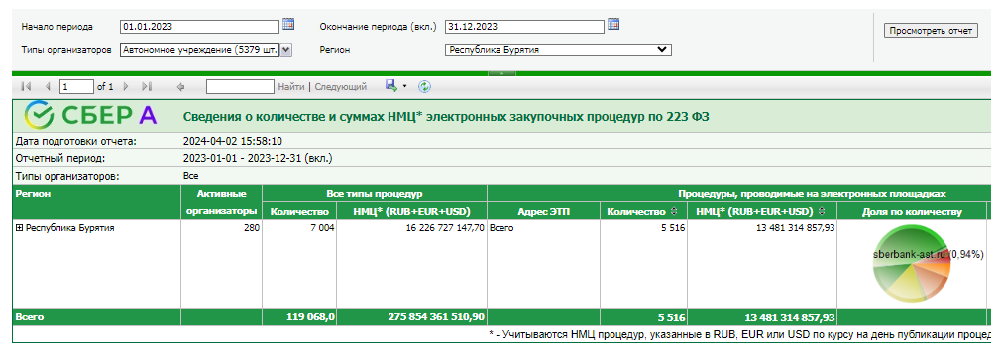 Начало периода 01.01.2023 Окончание периода (вкл.) 31.12.2023
Просмотреть отчет
Типы организаторов Автономное учреждение (5379 шт. Регион Республика Бурятия
1 of 1 Найти | Следующий
СБЕР А Сведения о количестве и суммах НМЦ* электронных закупочных процедур по 223 ФЗ
Дата подготовки отчета: 2024-04-02 15:58:10
Отчетный период: 2023-01-01 - 2023-12-31 (вкл.)
Типы организаторов: Все
Регион Активные Все типы процедур Процедуры, проводимые на электронных площадках
организаторы Количество НМЦ* (RUB+EUR+USD) Адрес ЭТП Количество НМЦ* (RUB+EUR+USD) Доля по количеству
Республика Бурятия 280 7 004 16 226 727 147,70 Всего 5 516 13 481 314 857,93
sberbank-ast.ru (0,94%)
Всего 119 068,0 275 854 361 510,90 5 516 13 481 314 857,93
* - Учитываются НМЦ процедур, указанные в RUB, EUR или USD по курсу на день публикации процед